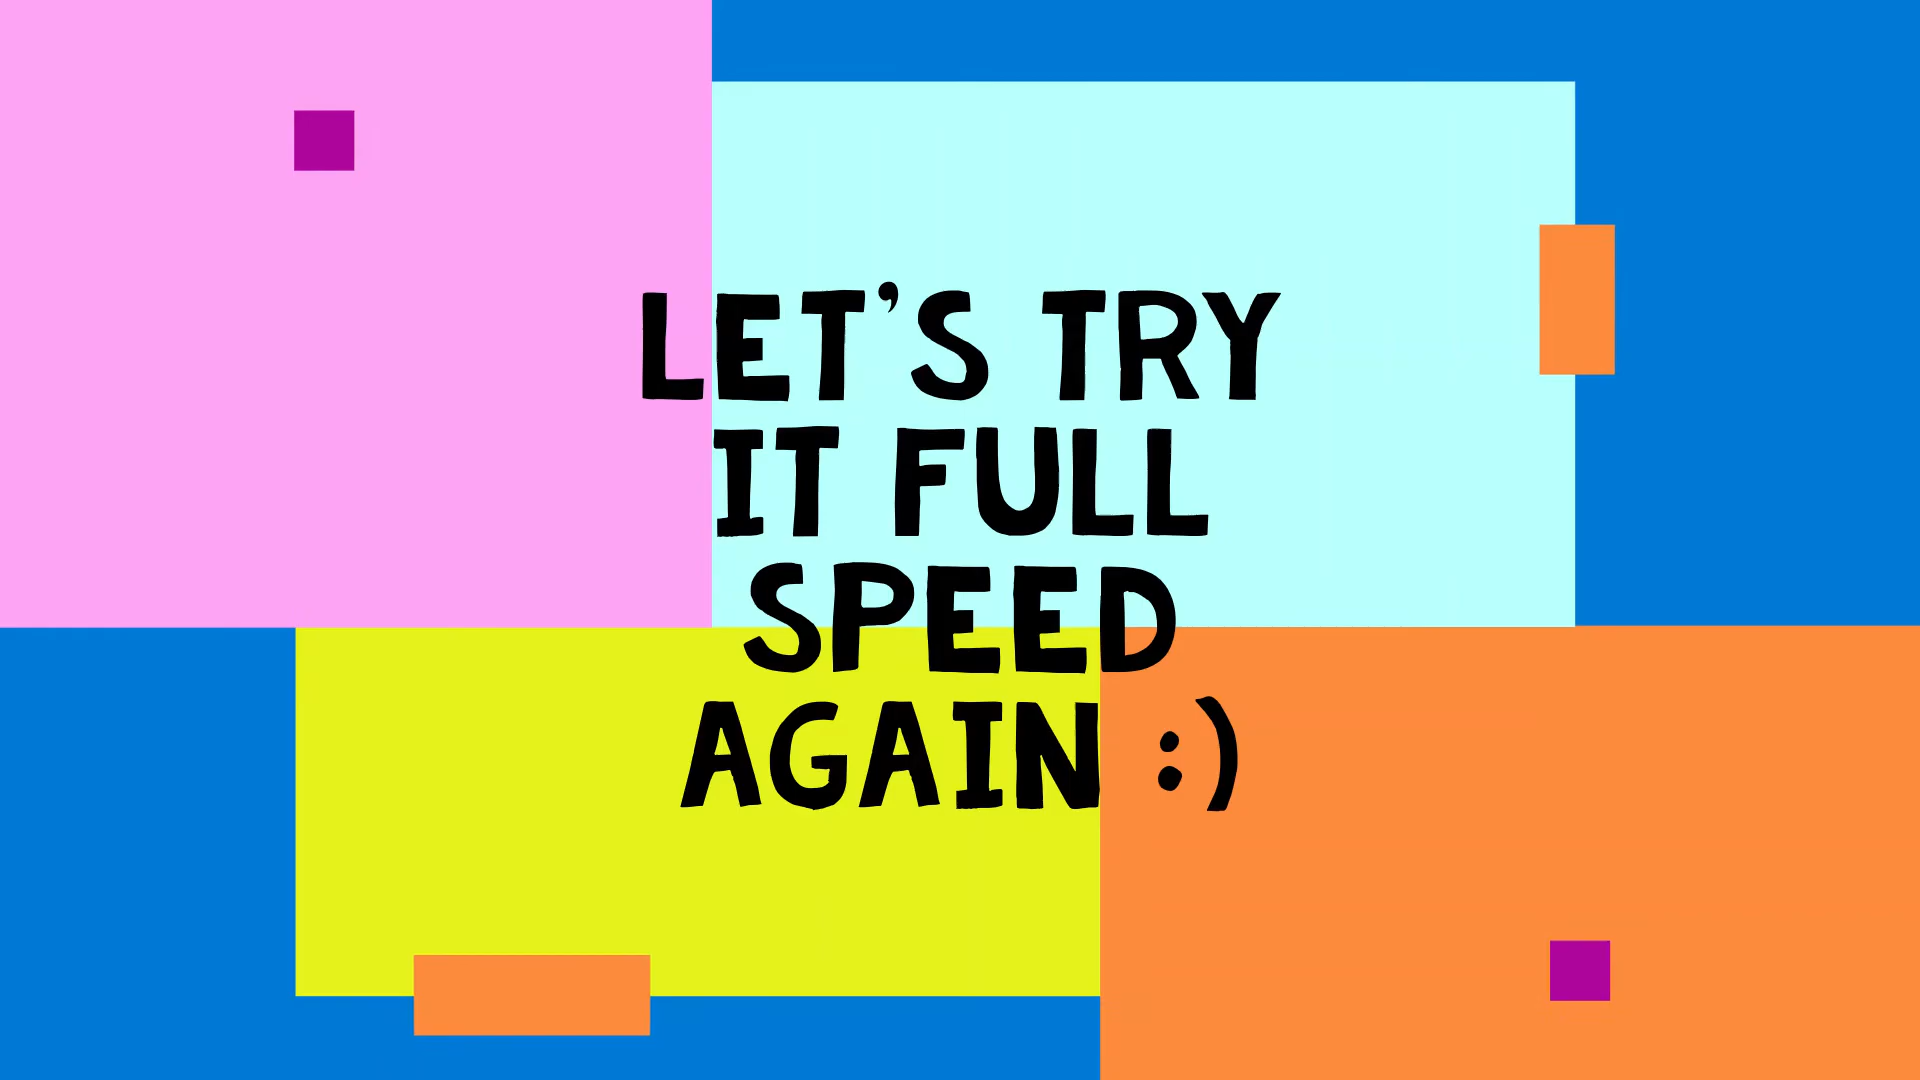 LET’S TRY
IT FULL
SPEED
AGAIN :)